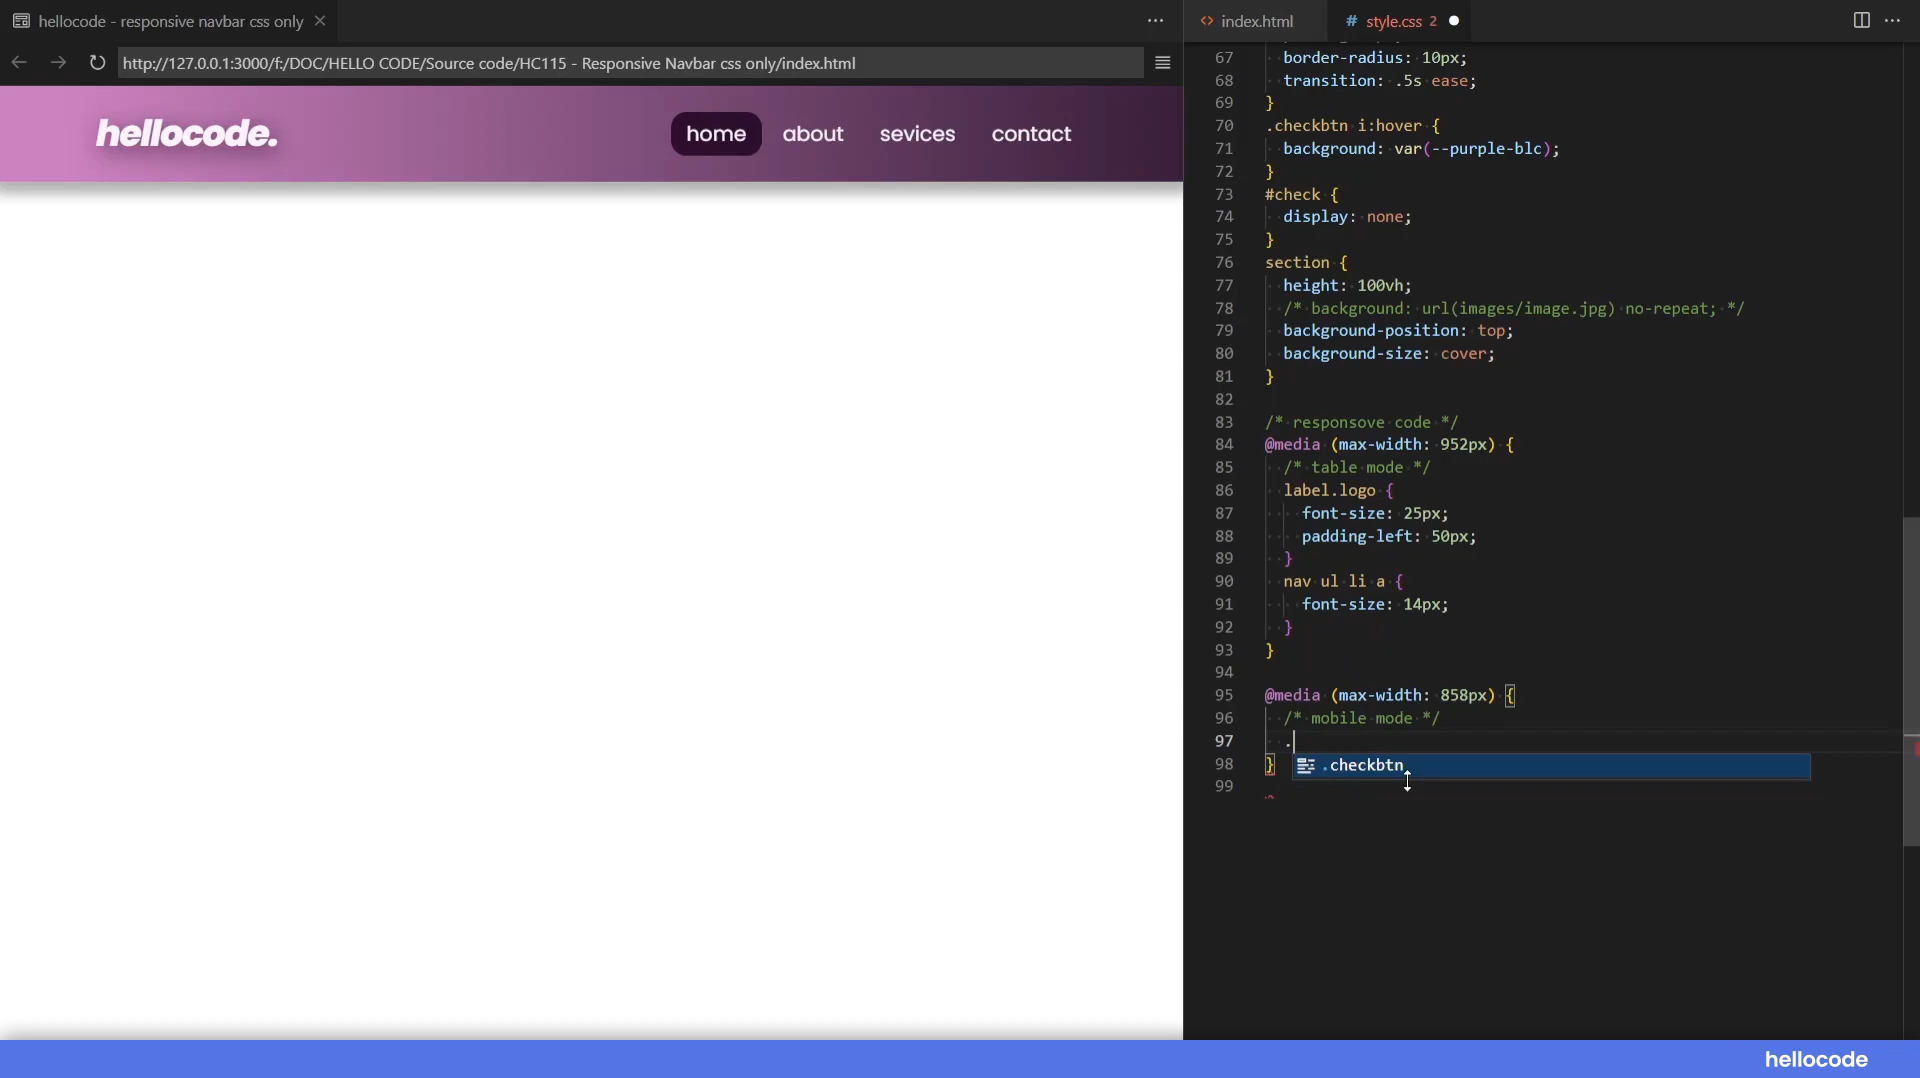 hellocode - responsive navbar css only
index.html
# style.css 2
http://127.0.0.1:3000/f:/DOC/HELLO CODE/Source code/HC115 - Responsive Navbar css only/index.html
hellocode.
home
about
sevices
contact
67 border-radius: 10px;
68 transition: .5s ease;
69 }
70 .checkbtn i:hover {
71 background: var(--purple-blc);
72 }
73 #check {
74 display: none;
75 }
76 section {
77 height: 100vh;
78 /* background: url(images/image.jpg) no-repeat; */
79 background-position: top;
80 background-size: cover;
81 }
82
83 /* responsove code */
84 @media (max-width: 952px) {
85 /* table mode */
86 label.logo {
87 font-size: 25px;
88 padding-left: 50px;
89 }
90 nav ul li a {
91 font-size: 14px;
92 }
93 }
94
95 @media (max-width: 858px) {
96 /* mobile mode */
97 .
98 }
.checkbtn
99
hellocode